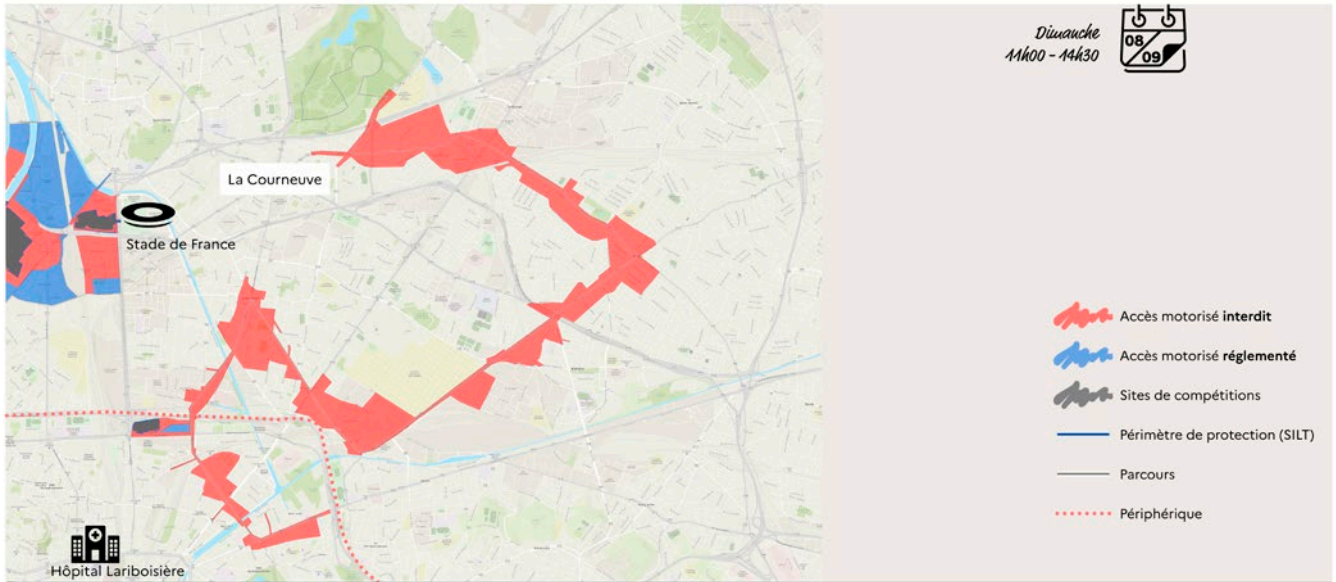 Dimanche
11h00 - 14h30
08
09
La Courneuve
Stade de France
Accès motorisé interdit
Accès motorisé réglementé
Sites de compétitions
Périmètre de protection (SILT)
Parcours
Périphérique
Hôpital Lariboisière